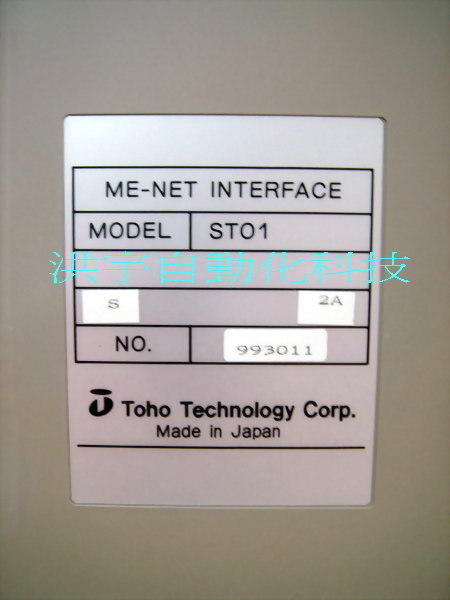 ME-NET INTERFACE
MODEL STO1
洪宇自動化科技
S 2A
NO. 993011
Toho Technology Corp.
Made in Japan